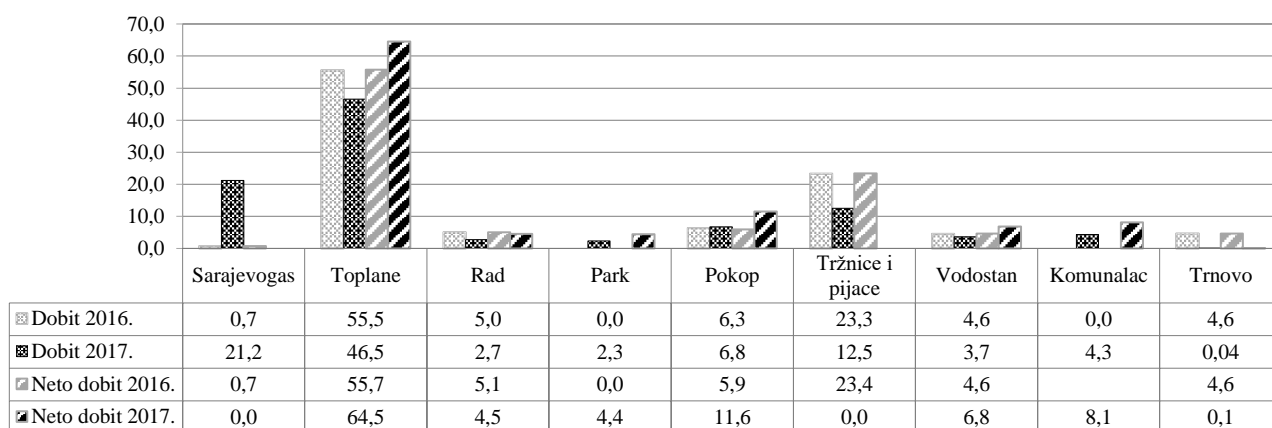 70,0
60,0
50,0
40,0
30,0
20,0
10,0
0,0
Sarajevogas Toplane Rad Park Pokop Tržnice i pijace Vodostan Komunalac Trnovo
Dobit 2016. 0,7 55,5 5,0 0,0 6,3 23,3 4,6 0,0 4,6
Dobit 2017. 21,2 46,5 2,7 2,3 6,8 12,5 3,7 4,3 0,04
Neto dobit 2016. 0,7 55,7 5,1 0,0 5,9 23,4 4,6 4,6
Neto dobit 2017. 0,0 64,5 4,5 4,4 11,6 0,0 6,8 8,1 0,1